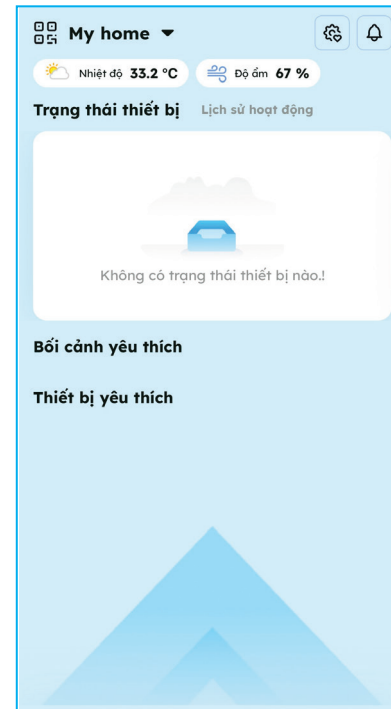 My home
Nhiệt độ 33.2 °C Độ ẩm 67 %
Trạng thái thiết bị Lịch sử hoạt động
Không có trạng thái thiết bị nào.!
Bối cảnh yêu thích
Thiết bị yêu thích